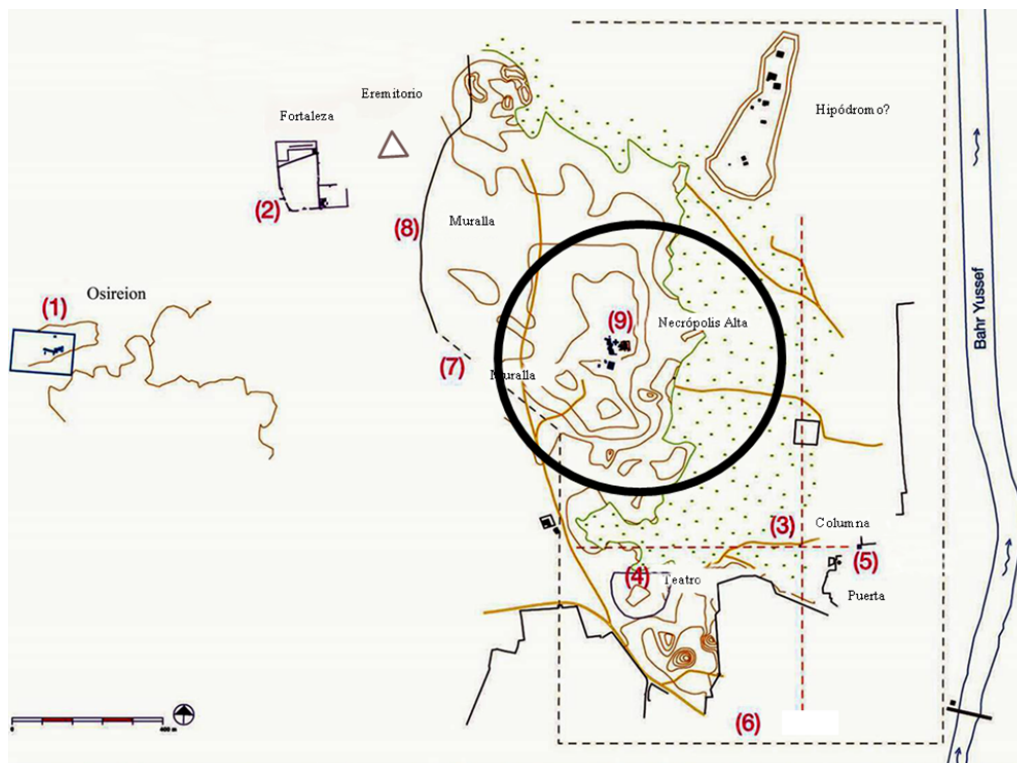 Hipódromo?
Eremitorio
Fortaleza
(2)
Muralla
(8)
Osireion
(1)
(9)
Necrópolis Alta
Bahr Yussef
(7)
Muralla
(3)
Columna
(5)
(4)
Teatro
Puerta
(6)
400 m